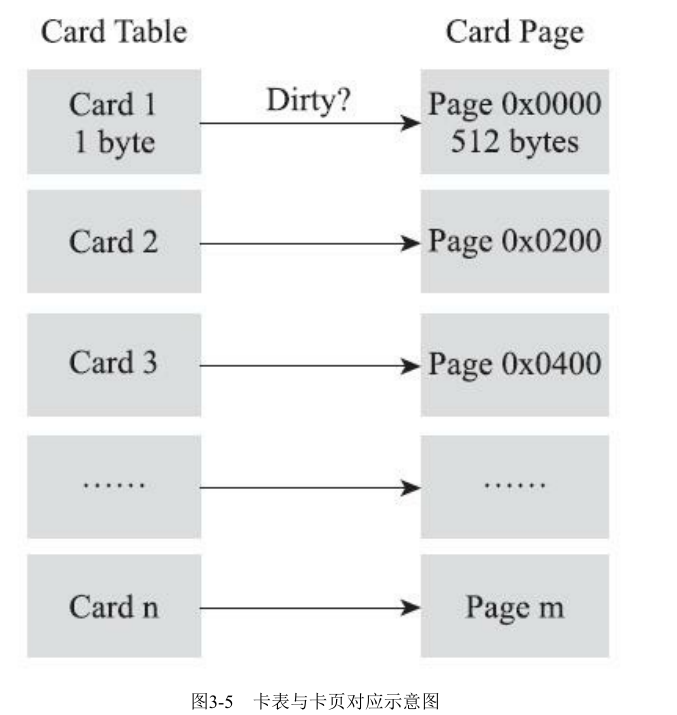 Card Table
Card Page
Card 1
1 byte
Dirty?
Page 0x0000
512 bytes
Card 2
Page 0x0200
Card 3
Page 0x0400
……
……
Card n
Page m
图3-5 卡表与卡页对应示意图